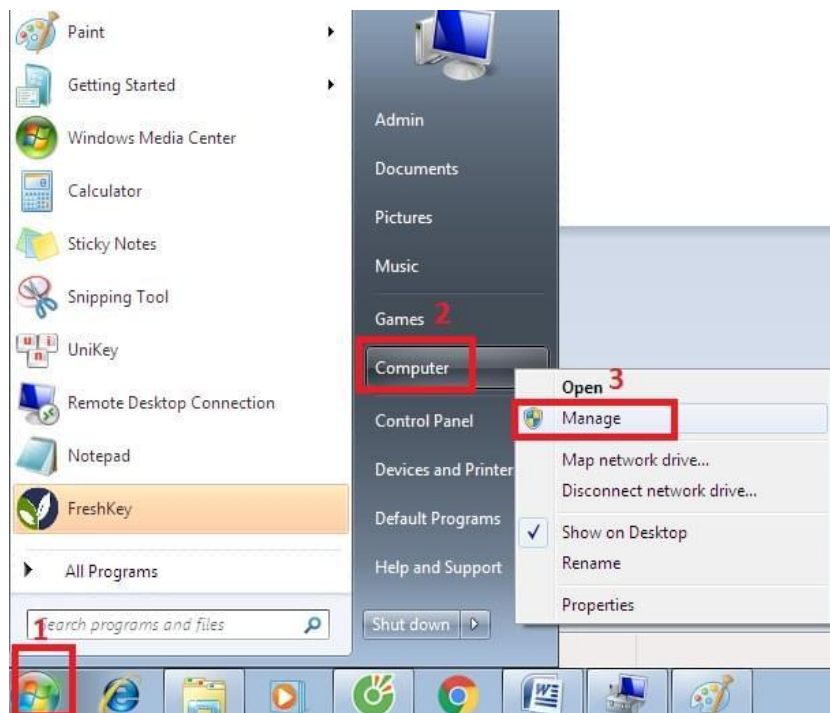 Paint
Getting Started
Windows Media Center
Calculator
Sticky Notes
Snipping Tool
UniKey
Remote Desktop Connection
Notepad
FreshKey
All Programs
Search programs and files
1
Admin
Documents
Pictures
Music
Games 2
Computer
Control Panel
Devices and Printer
Default Programs
Help and Support
Shut down
Open 3
Manage
Map network drive...
Disconnect network drive...
Show on Desktop
Rename
Properties